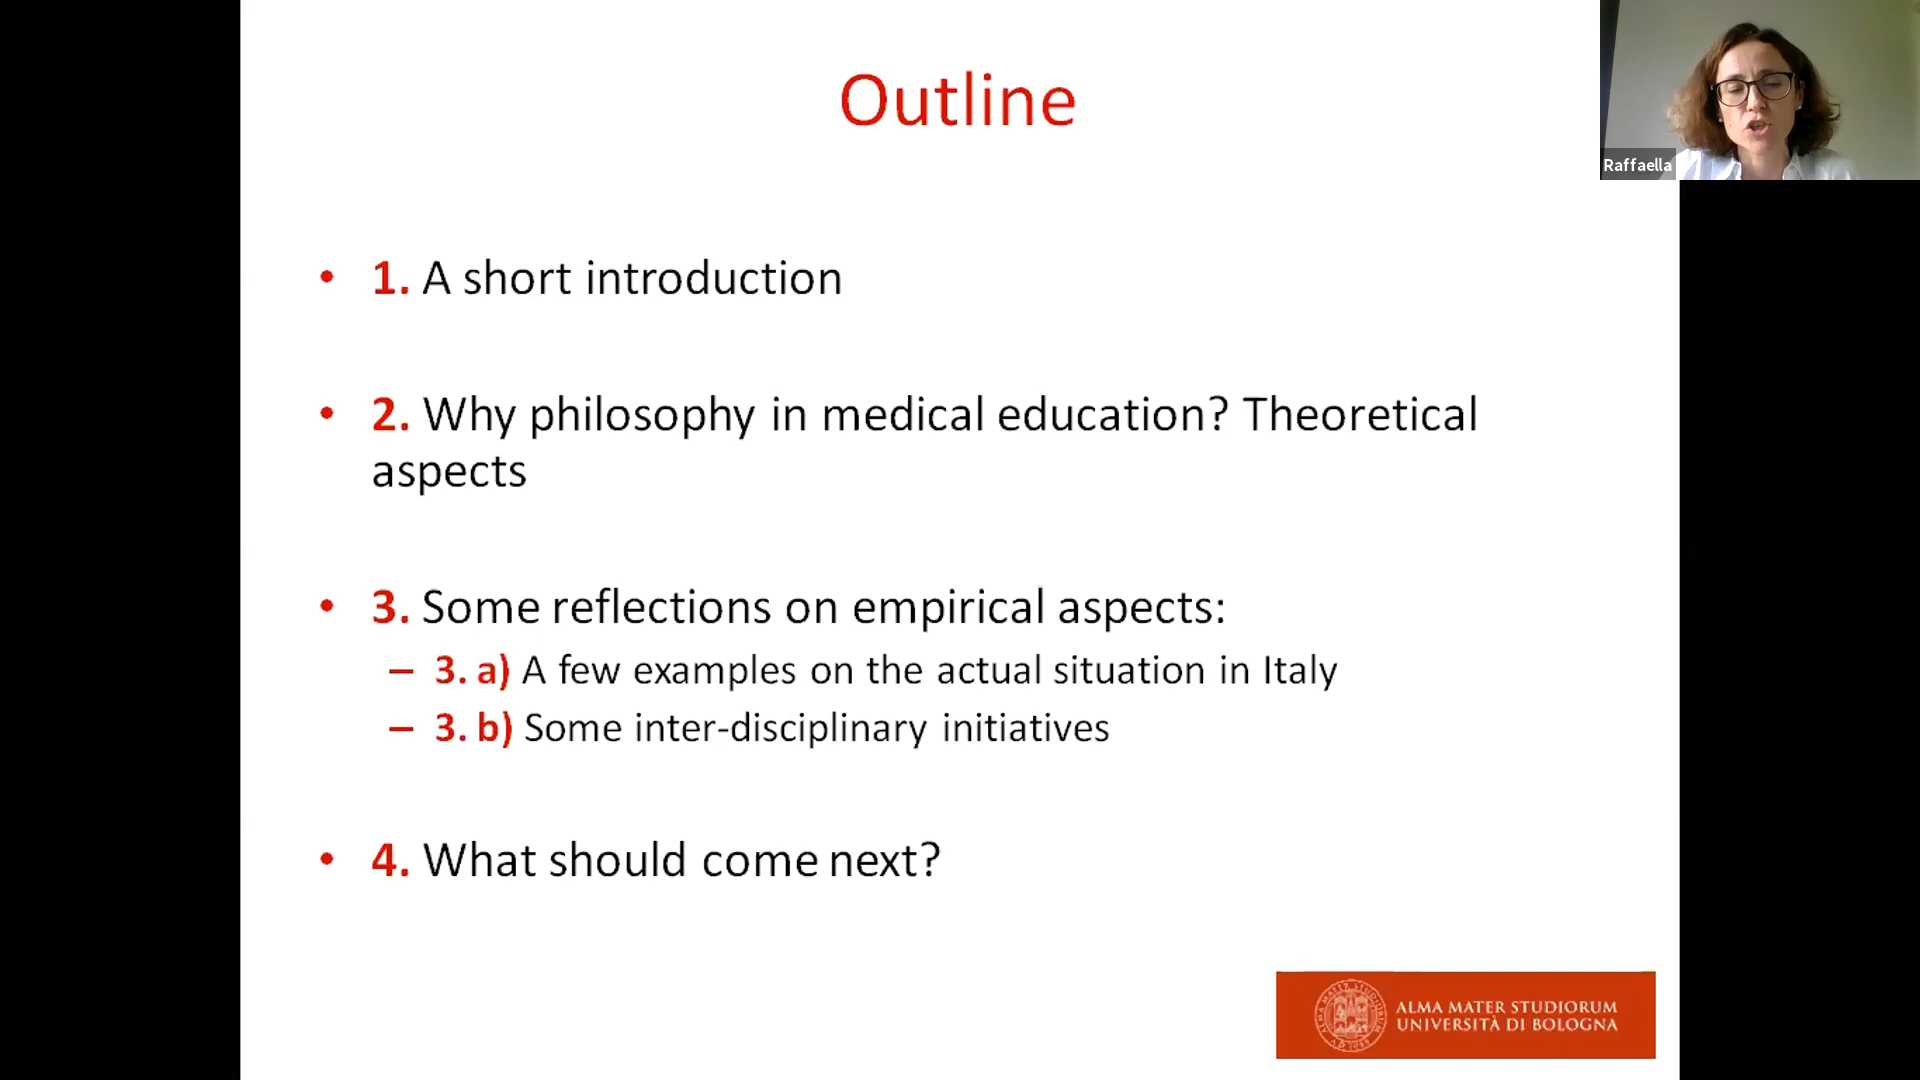 Outline
Raffaella
• 1. A short introduction
• 2. Why philosophy in medical education? Theoretical
aspects
• 3. Some reflections on empirical aspects:
– 3. a) A few examples on the actual situation in Italy
– 3. b) Some inter-disciplinary initiatives
• 4. What should come next?
ALMA MATER STUDIORUM
UNIVERSITÀ DI BOLOGNA